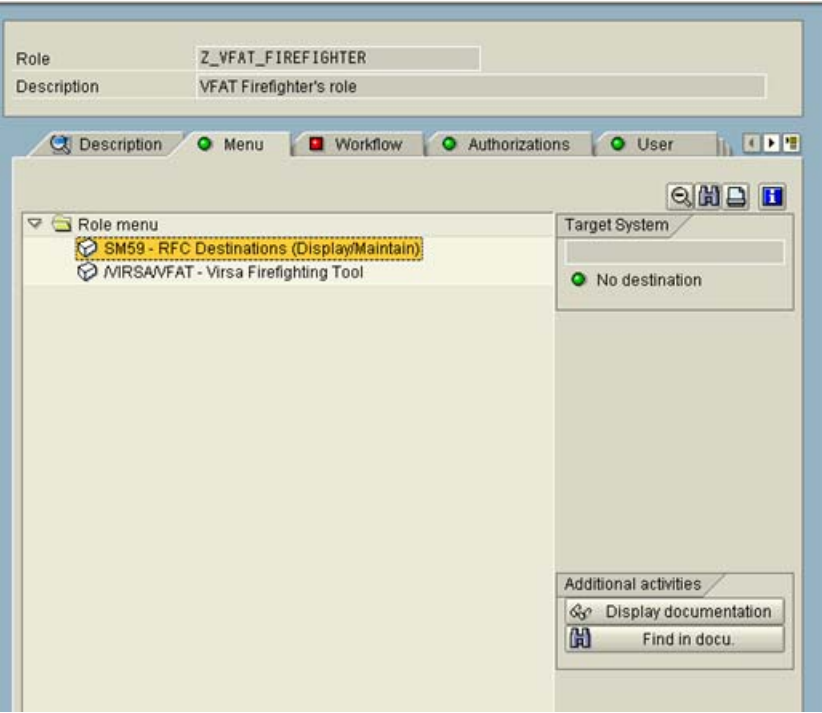 Role Z_VFAT_FIREFIGHTER
Description VFAT Firefighter's role
Description Menu Workflow Authorizations User
Role menu
SM59 - RFC Destinations (Display/Maintain)
/VIRSA/VFAT - Virsa Firefighting Tool
Target System
No destination
Additional activities
Display documentation
Find in docu.